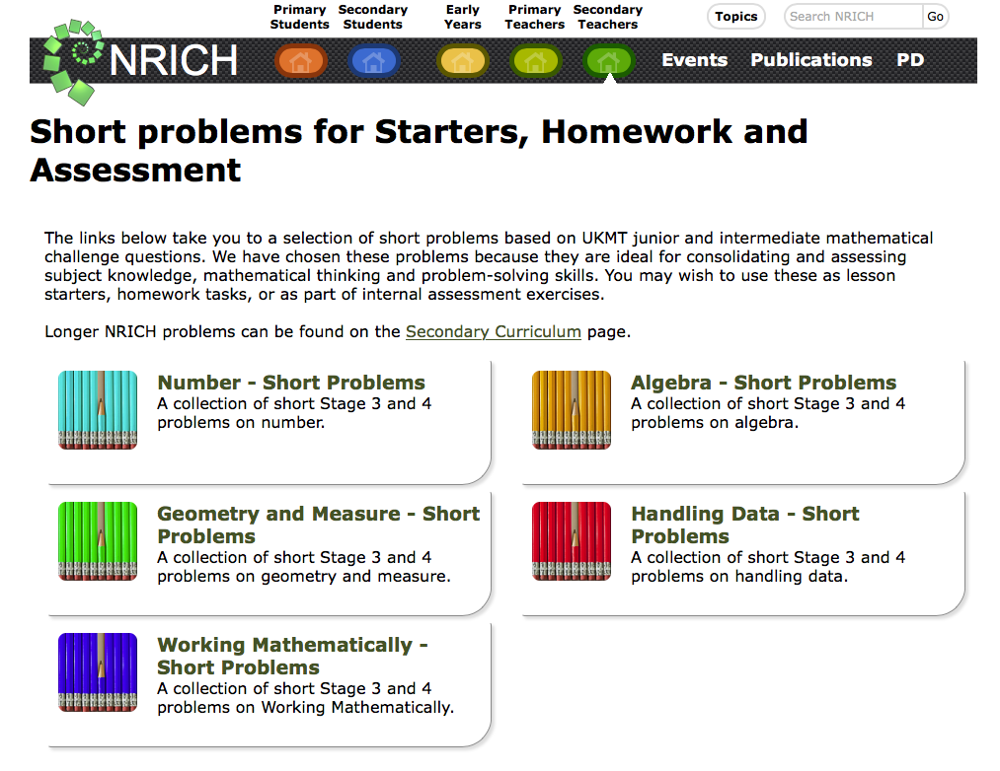 Primary Students
Secondary Students
Early Years
Primary Teachers
Secondary Teachers
Topics
Search NRICH
Go
NRICH
Events
Publications
PD
Short problems for Starters, Homework and
Assessment
The links below take you to a selection of short problems based on UKMT junior and intermediate mathematical
challenge questions. We have chosen these problems because they are ideal for consolidating and assessing
subject knowledge, mathematical thinking and problem-solving skills. You may wish to use these as lesson
starters, homework tasks, or as part of internal assessment exercises.
Longer NRICH problems can be found on the Secondary Curriculum page.
Number - Short Problems
A collection of short Stage 3 and 4
problems on number.
Algebra - Short Problems
A collection of short Stage 3 and 4
problems on algebra.
Geometry and Measure - Short
Problems
A collection of short Stage 3 and 4
problems on geometry and measure.
Handling Data - Short
Problems
A collection of short Stage 3 and 4
problems on handling data.
Working Mathematically -
Short Problems
A collection of short Stage 3 and 4
problems on Working Mathematically.